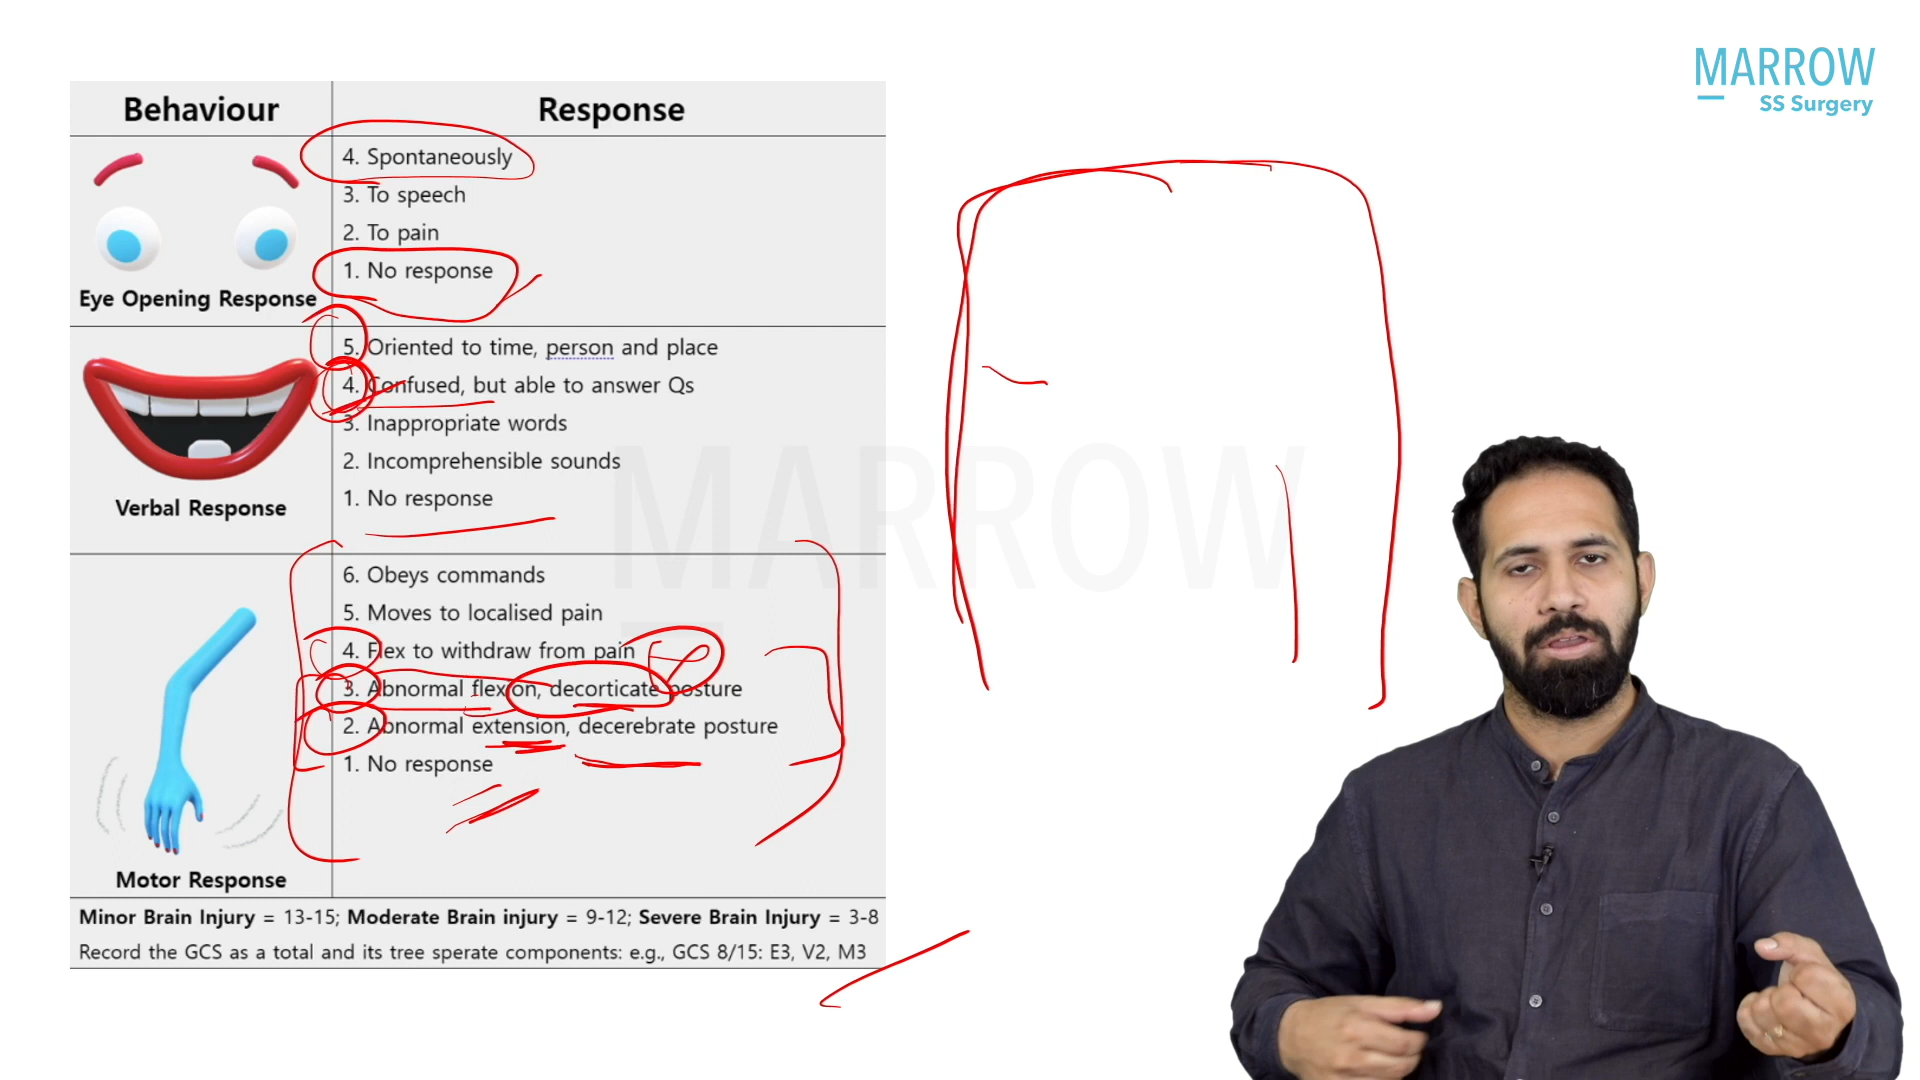 MARROW
SS Surgery
Behaviour
Response
4. Spontaneously
3. To speech
2. To pain
1. No response
Eye Opening Response
5. Oriented to time, person and place
4. Confused, but able to answer Qs
3. Inappropriate words
2. Incomprehensible sounds
1. No response
Verbal Response
6. Obeys commands
5. Moves to localised pain
4. Flex to withdraw from pain
3. Abnormal flexion, decorticate posture
2. Abnormal extension, decerebrate posture
1. No response
Motor Response
Minor Brain Injury = 13-15; Moderate Brain injury = 9-12; Severe Brain Injury = 3-8
Record the GCS as a total and its tree sperate components: e.g., GCS 8/15: E3, V2, M3
MARROW